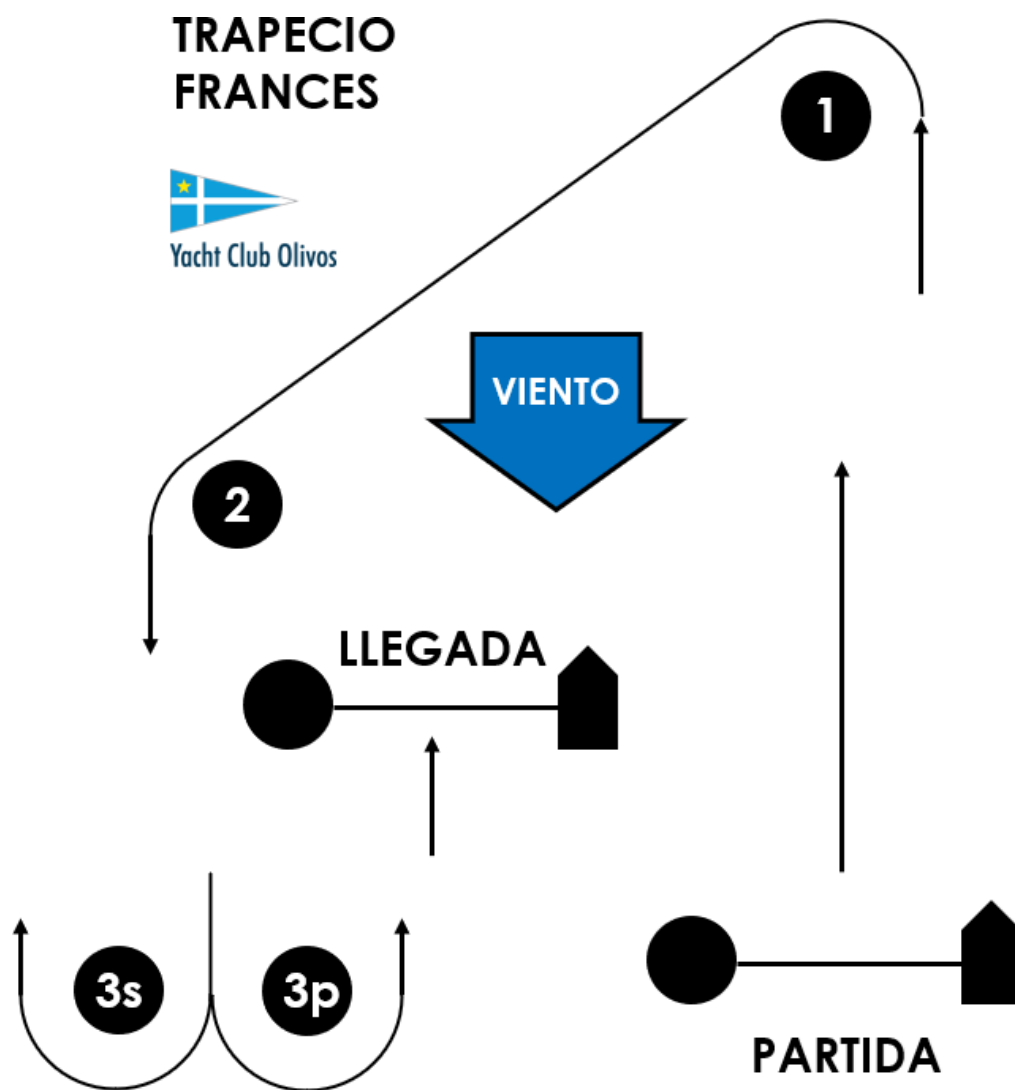 TRAPECIO
FRANCES
1
Yacht Club Olivos
VIENTO
2
LLEGADA
3s
3p
PARTIDA